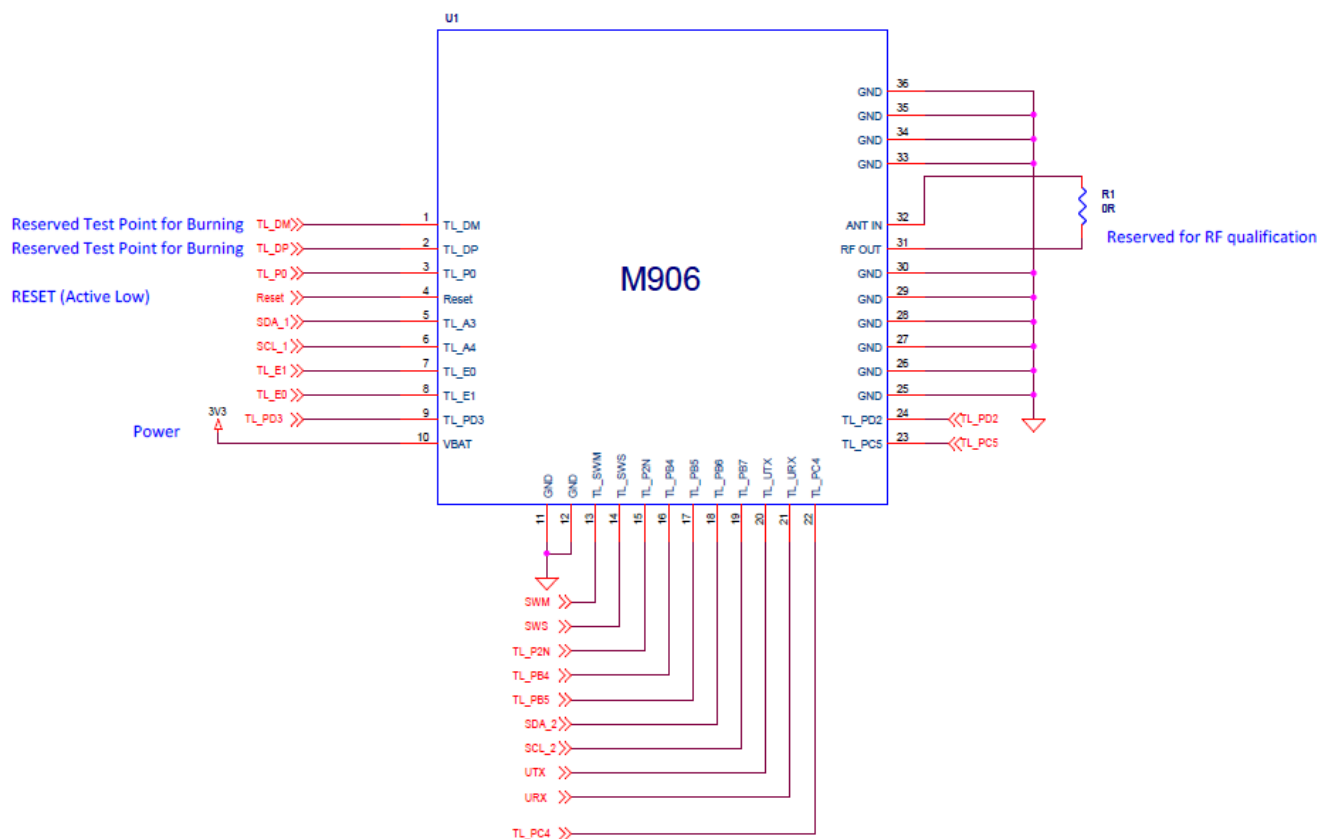 U1
M906
Reserved Test Point for Burning TL_DM 1 TL_DM
Reserved Test Point for Burning TL_DP 2 TL_DP
TL_P0 3 TL_P0
RESET (Active Low) Reset 4 Reset
SDA_1 5 TL_A3
SCL_1 6 TL_A4
TL_E1 7 TL_E0
TL_E0 8 TL_E1
3V3 TL_PD3 9 TL_PD3
Power 10 VBAT
GND 36
GND 35
GND 34
GND 33
R1
0R
ANT IN 32
Reserved for RF qualification
RF OUT 31
GND 30
GND 29
GND 28
GND 27
GND 26
GND 25
TL_PD2 24 TL_PD2
TL_PC5 23 TL_PC5
GND 11
GND 12
TL_SWM 13
TL_SWS 14
TL_P2N 15
TL_PB4 16
TL_PB5 17
TL_PB6 18
TL_PB7 19
TL_UTX 20
TL_URX 21
TL_PC4 22
SWM
SWS
TL_P2N
TL_PB4
TL_PB5
SDA_2
SCL_2
UTX
URX
TL_PC4